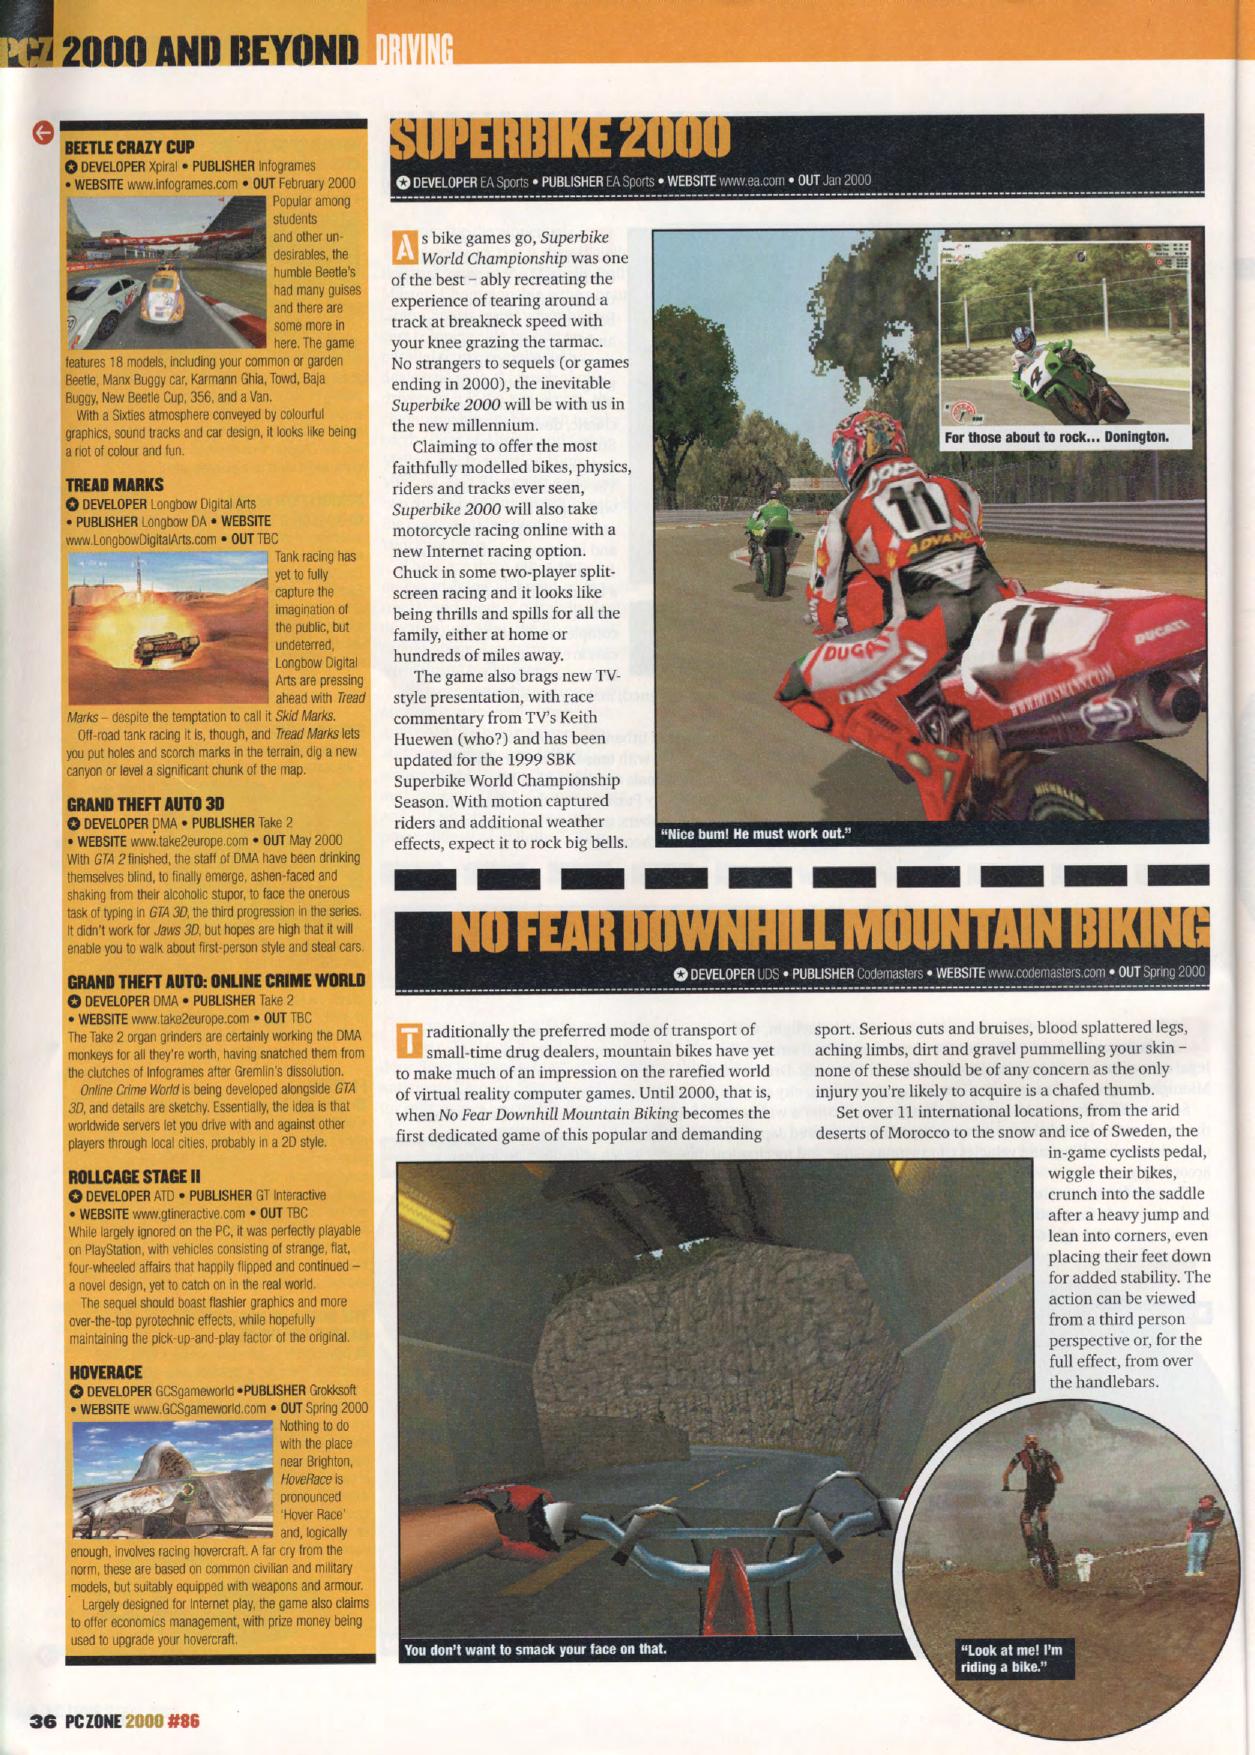 PCZ 2000 AND BEYOND DRIVING
BEETLE CRAZY CUP
DEVELOPER Xpiral • PUBLISHER Infogrames
• WEBSITE www.infogrames.com • OUT February 2000
Popular among
students
and other un-
desirables, the
humble Beetle's
had many guises
and there are
some more in
here. The game
features 18 models, including your common or garden
Beetle, Manx Buggy car, Karmann Ghia, Towd, Baja
Buggy, New Beetle Cup, 356, and a Van.
With a Sixties atmosphere conveyed by colourful
graphics, sound tracks and car design, it looks like being
a riot of colour and fun.
TREAD MARKS
DEVELOPER Longbow Digital Arts
• PUBLISHER Longbow DA • WEBSITE
www.LongbowDigitalArts.com • OUT TBC
Tank racing has
yet to fully
capture the
imagination of
the public, but
undeterred,
Longbow Digital
Arts are pressing
ahead with Tread
Marks – despite the temptation to call it Skid Marks.
Off-road tank racing it is, though, and Tread Marks lets
you put holes and scorch marks in the terrain, dig a new
canyon or level a significant chunk of the map.
GRAND THEFT AUTO 3D
DEVELOPER DMA • PUBLISHER Take 2
• WEBSITE www.take2europe.com • OUT May 2000
With GTA 2 finished, the staff of DMA have been drinking
themselves blind, to finally emerge, ashen-faced and
shaking from their alcoholic stupor, to face the onerous
task of typing in GTA 3D, the third progression in the series.
It didn't work for Jaws 3D, but hopes are high that it will
enable you to walk about first-person style and steal cars.
GRAND THEFT AUTO: ONLINE CRIME WORLD
DEVELOPER DMA • PUBLISHER Take 2
• WEBSITE www.take2europe.com • OUT TBC
The Take 2 organ grinders are certainly working the DMA
monkeys for all they're worth, having snatched them from
the clutches of Infogrames after Gremlin's dissolution.
Online Crime World is being developed alongside GTA
3D, and details are sketchy. Essentially, the idea is that
worldwide servers let you drive with and against other
players through local cities, probably in a 2D style.
ROLLCAGE STAGE II
DEVELOPER ATD • PUBLISHER GT Interactive
• WEBSITE www.gtineractive.com • OUT TBC
While largely ignored on the PC, it was perfectly playable
on PlayStation, with vehicles consisting of strange, flat,
four-wheeled affairs that happily flipped and continued –
a novel design, yet to catch on in the real world.
The sequel should boast flashier graphics and more
over-the-top pyrotechnic effects, while hopefully
maintaining the pick-up-and-play factor of the original.
HOVERACE
DEVELOPER GCSgameworld •PUBLISHER Grokksoft
• WEBSITE www.GCSgameworld.com • OUT Spring 2000
Nothing to do
with the place
near Brighton,
HoveRace is
pronounced
'Hover Race'
and, logically
enough, involves racing hovercraft. A far cry from the
norm, these are based on common civilian and military
models, but suitably equipped with weapons and armour.
Largely designed for Internet play, the game also claims
to offer economics management, with prize money being
used to upgrade your hovercraft.
SUPERBIKE 2000
DEVELOPER EA Sports • PUBLISHER EA Sports • WEBSITE www.ea.com • OUT Jan 2000
As bike games go, Superbike
World Championship was one
of the best – ably recreating the
experience of tearing around a
track at breakneck speed with
your knee grazing the tarmac.
No strangers to sequels (or games
ending in 2000), the inevitable
Superbike 2000 will be with us in
the new millennium.
Claiming to offer the most
faithfully modelled bikes, physics,
riders and tracks ever seen,
Superbike 2000 will also take
motorcycle racing online with a
new Internet racing option.
Chuck in some two-player split-
screen racing and it looks like
being thrills and spills for all the
family, either at home or
hundreds of miles away.
The game also brags new TV-
style presentation, with race
commentary from TV's Keith
Huewen (who?) and has been
updated for the 1999 SBK
Superbike World Championship
Season. With motion captured
riders and additional weather
effects, expect it to rock big bells.
4
For those about to rock... Donington.
11
ADVANC
11
DUCATI
"Nice bum! He must work out."
NO FEAR DOWNHILL MOUNTAIN BIKING
DEVELOPER UDS • PUBLISHER Codemasters • WEBSITE www.codemasters.com • OUT Spring 2000
Traditionally the preferred mode of transport of
small-time drug dealers, mountain bikes have yet
to make much of an impression on the rarefied world
of virtual reality computer games. Until 2000, that is,
when No Fear Downhill Mountain Biking becomes the
first dedicated game of this popular and demanding
sport. Serious cuts and bruises, blood splattered legs,
aching limbs, dirt and gravel pummelling your skin –
none of these should be of any concern as the only
injury you're likely to acquire is a chafed thumb.
Set over 11 international locations, from the arid
deserts of Morocco to the snow and ice of Sweden, the
in-game cyclists pedal,
wiggle their bikes,
crunch into the saddle
after a heavy jump and
lean into corners, even
placing their feet down
for added stability. The
action can be viewed
from a third person
perspective or, for the
full effect, from over
the handlebars.
You don't want to smack your face on that.
"Look at me! I'm
riding a bike."
36 PC ZONE 2000 #86